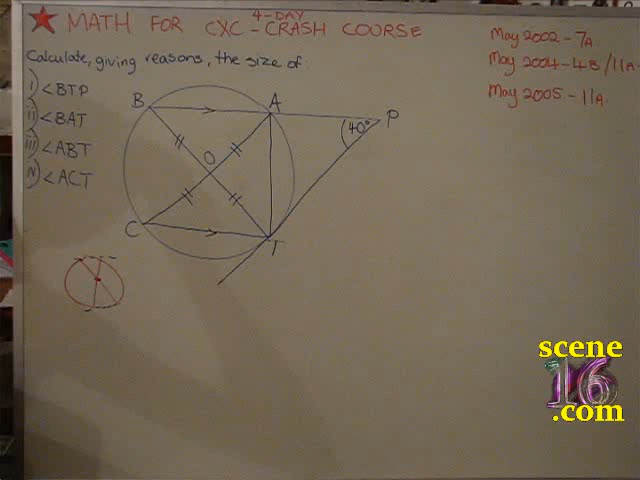 4-DAY
★ MATH FOR CXC - CRASH COURSE
May 2002 - 7A
May 2004 - 4B / 11A
May 2005 - 11A
Calculate, giving reasons, the size of
i) <BTP
ii) <BAT
iii) <ABT
iv) <ACT
B
A
P
40°
O
C
T
scene
16
.com